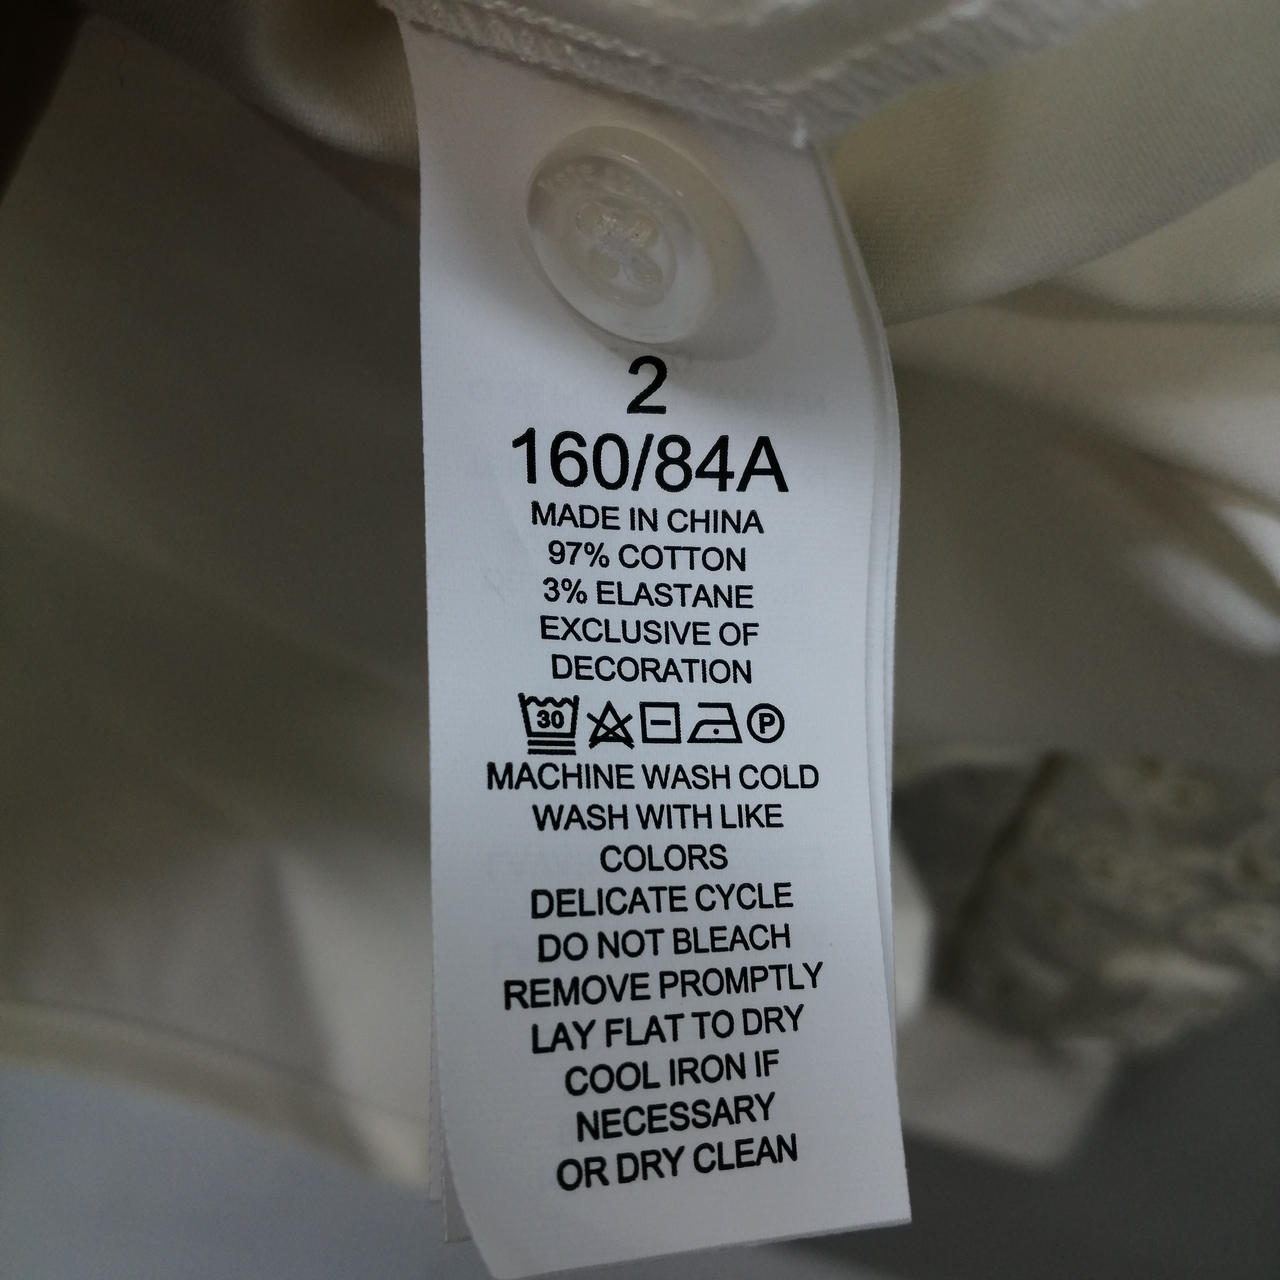 2
160/84A
MADE IN CHINA
97% COTTON
3% ELASTANE
EXCLUSIVE OF
DECORATION
30 P
MACHINE WASH COLD
WASH WITH LIKE
COLORS
DELICATE CYCLE
DO NOT BLEACH
REMOVE PROMPTLY
LAY FLAT TO DRY
COOL IRON IF
NECESSARY
OR DRY CLEAN